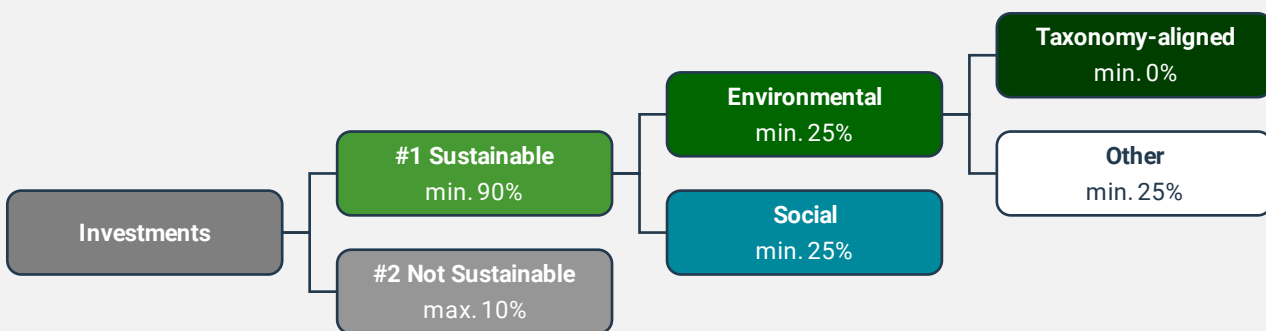 Investments
#1 Sustainable
min. 90%
#2 Not Sustainable
max. 10%
Environmental
min. 25%
Social
min. 25%
Taxonomy-aligned
min. 0%
Other
min. 25%